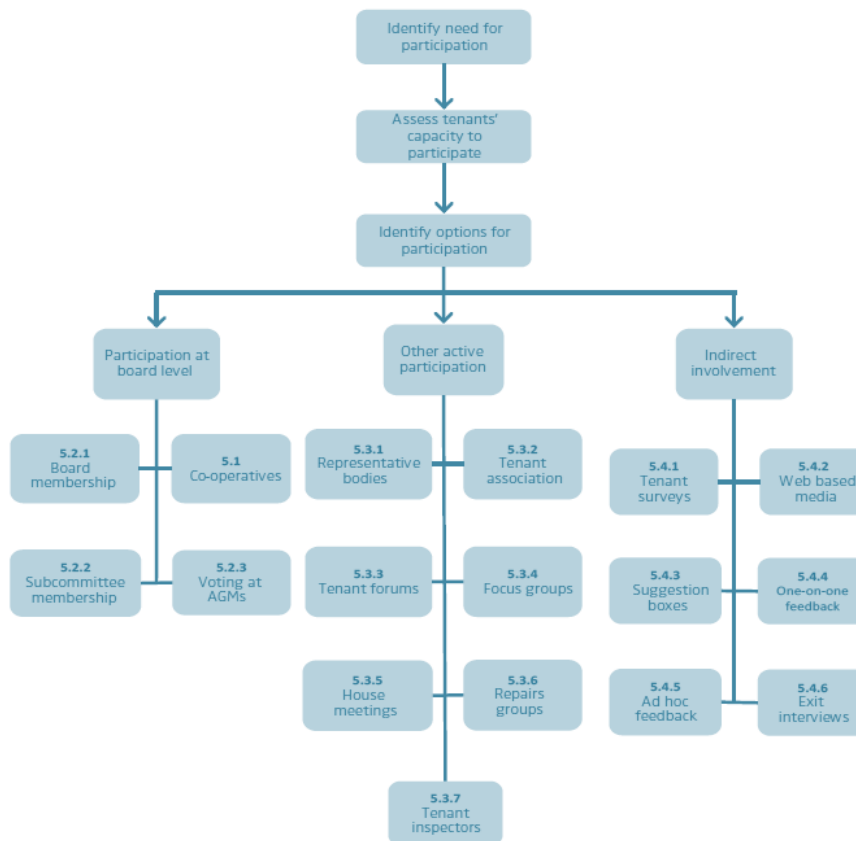 Identify need for
participation
Assess tenants'
capacity to
participate
Identify options for
participation
Participation at
board level
Other active
participation
Indirect
involvement
5.2.1
Board
membership
5.1
Co-operatives
5.2.2
Subcommittee
membership
5.2.3
Voting at
AGMs
5.3.1
Representative
bodies
5.3.2
Tenant
association
5.3.3
Tenant forums
5.3.4
Focus groups
5.3.5
House
meetings
5.3.6
Repairs
groups
5.3.7
Tenant
inspectors
5.4.1
Tenant
surveys
5.4.2
Web based
media
5.4.3
Suggestion
boxes
5.4.4
One-on-one
feedback
5.4.5
Ad hoc
feedback
5.4.6
Exit
interviews